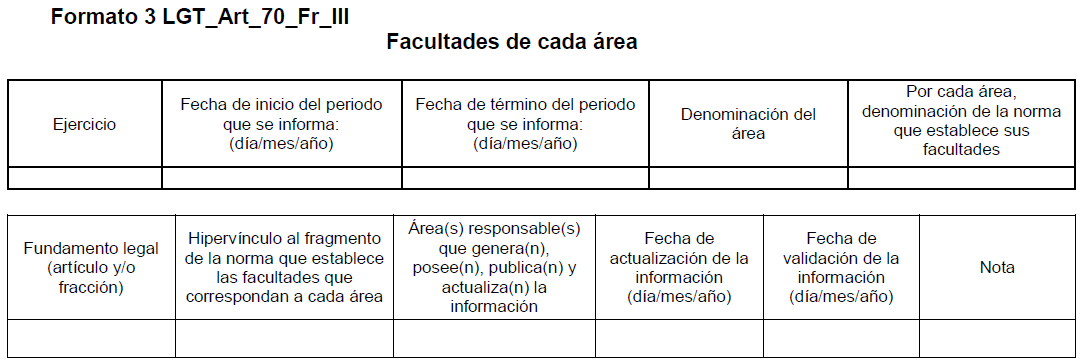 Formato 3 LGT_Art_70_Fr_III
Facultades de cada área
Ejercicio
Fecha de inicio del periodo
que se informa:
(día/mes/año)
Fecha de término del periodo
que se informa:
(día/mes/año)
Denominación del
área
Por cada área,
denominación de la norma
que establece sus
facultades
Fundamento legal
(artículo y/o
fracción)
Hipervínculo al fragmento
de la norma que establece
las facultades que
correspondan a cada área
Área(s) responsable(s)
que genera(n),
posee(n), publica(n) y
actualiza(n) la
información
Fecha de
actualización de la
información
(día/mes/año)
Fecha de
validación de la
información
(día/mes/año)
Nota